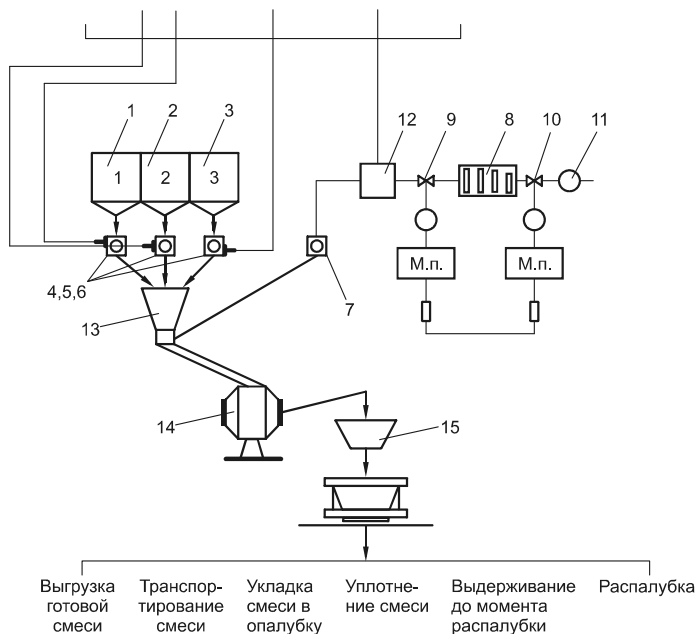 1
2
3
1
2
3
12
9
8
10
11
4,5,6
М.п.
М.п.
7
13
14
15
Выгрузка
готовой
смеси
Транспор-
тирование
смеси
Укладка
смеси в
опалубку
Уплотне-
ние смеси
Выдерживание
до момента
распалубки
Распалубка